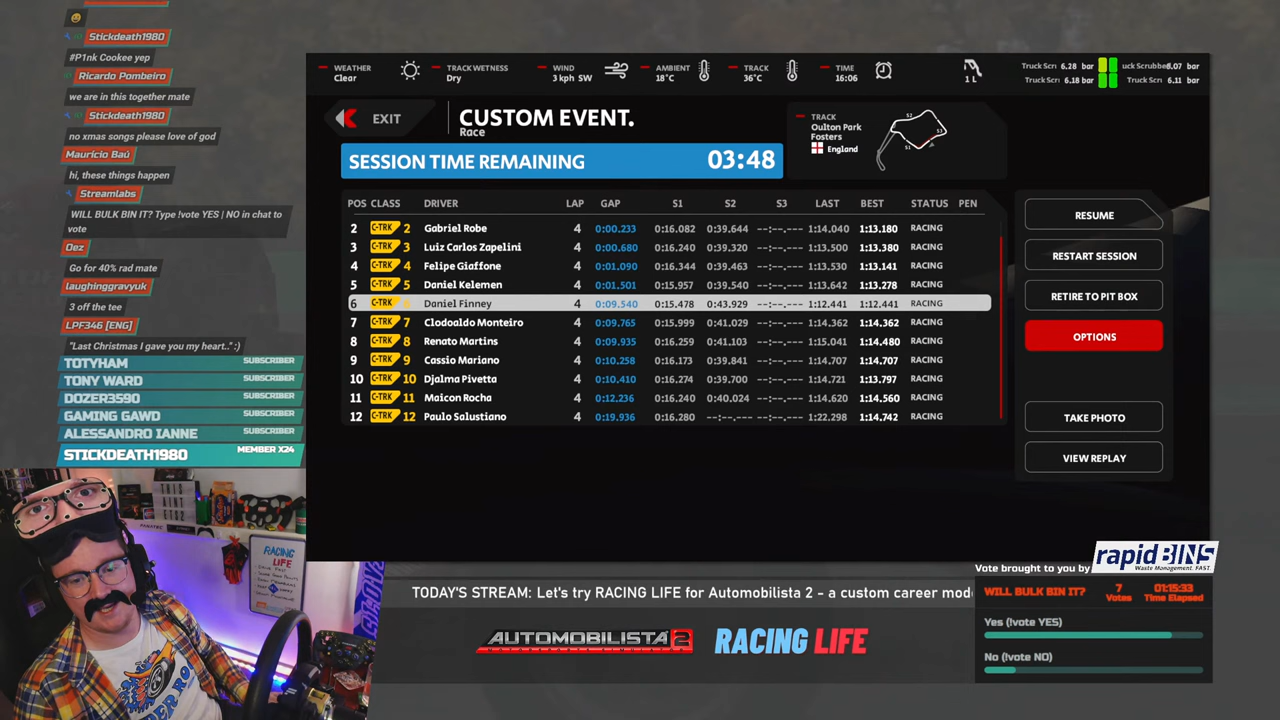 Stickdeath1980
#P1nk Cookee yep
Ricardo Pombeiro
we are in this together mate
Stickdeath1980
no xmas songs please love of god
Maurício Baú
hi, these things happen
Streamlabs
WILL BULK BIN IT? Type !vote YES | NO in chat to
vote
Oez
Go for 40% rad mate
laughinggravyuk
3 off the tee
LPF346 [ENG]
"Last Christmas I gave you my heart.." :)
TOTYHAM SUBSCRIBER
TONY WARD SUBSCRIBER
DOZER3590 SUBSCRIBER
GAMING GAWD SUBSCRIBER
ALESSANDRO IANNE SUBSCRIBER
STICKDEATH1980 MEMBER X24
WEATHER Clear
TRACK WETNESS Dry
WIND 3 kph SW
AMBIENT 18°C
TRACK 36°C
TIME 16:06
1 L
Truck Scri 6.28 bar uck Scrubbe 6.07 bar
Truck Scri 6.18 bar Truck Scri 6.11 bar
EXIT
CUSTOM EVENT.
Race
TRACK
Oulton Park
Fosters
England
S2
S3
S1
SESSION TIME REMAINING 03:48
POS CLASS DRIVER LAP GAP S1 S2 S3 LAST BEST STATUS PEN
2 C-TRK 2 Gabriel Robe 4 0:00.233 0:16.082 0:39.644 --:--.--- 1:14.040 1:13.180 RACING
3 C-TRK 3 Luiz Carlos Zapelini 4 0:00.680 0:16.240 0:39.320 --:--.--- 1:13.500 1:13.380 RACING
4 C-TRK 4 Felipe Giaffone 4 0:01.090 0:16.344 0:39.463 --:--.--- 1:13.530 1:13.141 RACING
5 C-TRK 5 Daniel Kelemen 4 0:01.501 0:15.957 0:39.540 --:--.--- 1:13.642 1:13.278 RACING
6 C-TRK 6 Daniel Finney 4 0:09.540 0:15.478 0:43.929 --:--.--- 1:12.441 1:12.441 RACING
7 C-TRK 7 Clodoaldo Monteiro 4 0:09.765 0:15.999 0:41.029 --:--.--- 1:14.362 1:14.362 RACING
8 C-TRK 8 Renato Martins 4 0:09.935 0:16.259 0:41.103 --:--.--- 1:15.041 1:14.480 RACING
9 C-TRK 9 Cassio Mariano 4 0:10.258 0:16.173 0:39.841 --:--.--- 1:14.707 1:14.707 RACING
10 C-TRK 10 Djalma Pivetta 4 0:10.410 0:16.274 0:39.700 --:--.--- 1:14.721 1:13.797 RACING
11 C-TRK 11 Maicon Rocha 4 0:12.236 0:16.240 0:40.024 --:--.--- 1:14.620 1:14.560 RACING
12 C-TRK 12 Paulo Salustiano 4 0:19.936 0:16.280 --:--.--- --:--.--- 1:22.298 1:14.742 RACING
RESUME
RESTART SESSION
RETIRE TO PIT BOX
OPTIONS
TAKE PHOTO
VIEW REPLAY
RACING
LIFE
Vote brought to you by rapidBINS
Waste Management. FAST.
TODAY'S STREAM: Let's try RACING LIFE for Automobilista 2 - a custom career mod
AUTOMOBILISTA 2 RACING LIFE
WILL BULK BIN IT? 7 Votes 01:15:33 Time Elapsed
Yes (!vote YES)
No (!vote NO)